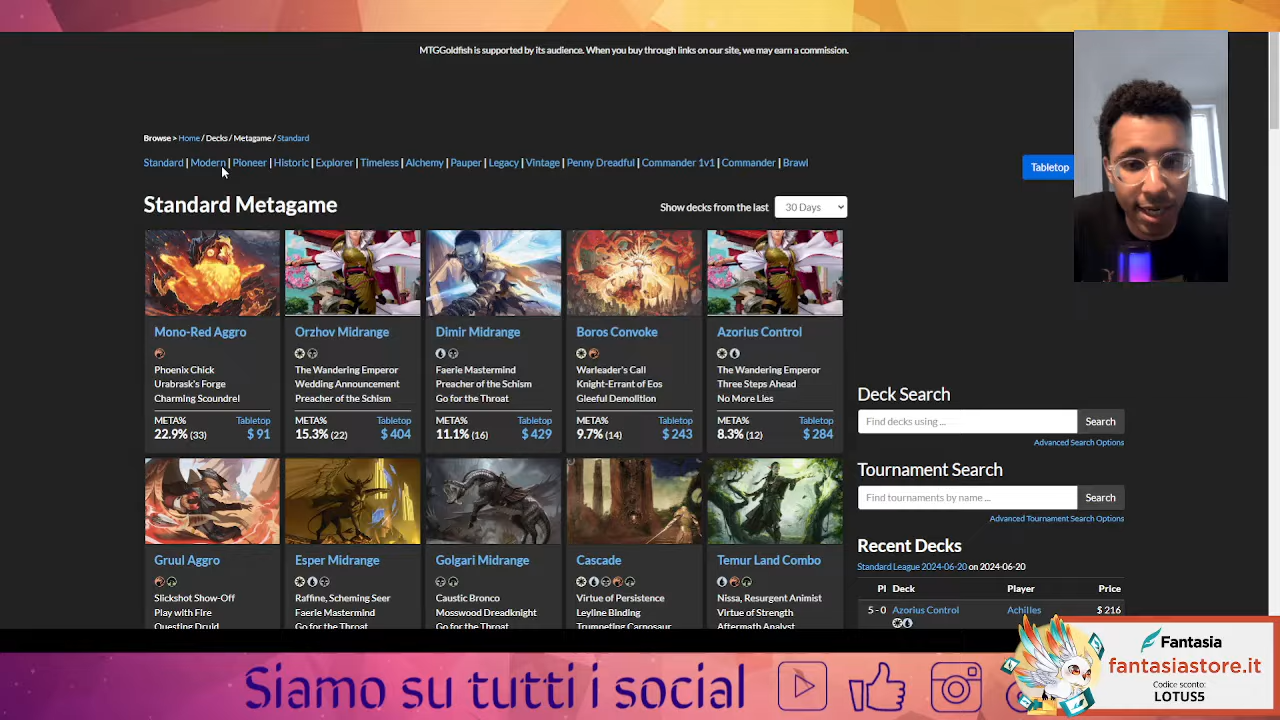 MTGGoldfish is supported by its audience. When you buy through links on our site, we may earn a commission.
Browse > Home / Decks / Metagame / Standard
Standard | Modern | Pioneer | Historic | Explorer | Timeless | Alchemy | Pauper | Legacy | Vintage | Penny Dreadful | Commander 1v1 | Commander | Brawl
Tabletop
Standard Metagame
Show decks from the last 30 Days
Mono-Red Aggro
Phoenix Chick
Urabrask's Forge
Charming Scoundrel
META% Tabletop
22.9% (33) $ 91
Orzhov Midrange
The Wandering Emperor
Wedding Announcement
Preacher of the Schism
META% Tabletop
15.3% (22) $ 404
Dimir Midrange
Faerie Mastermind
Preacher of the Schism
Go for the Throat
META% Tabletop
11.1% (16) $ 429
Boros Convoke
Warleader's Call
Knight-Errant of Eos
Gleeful Demolition
META% Tabletop
9.7% (14) $ 243
Azorius Control
The Wandering Emperor
Three Steps Ahead
No More Lies
META% Tabletop
8.3% (12) $ 284
Gruul Aggro
Slickshot Show-Off
Play with Fire
Questing Druid
Esper Midrange
Raffine, Scheming Seer
Faerie Mastermind
Go for the Throat
Golgari Midrange
Caustic Bronco
Mosswood Dreadknight
Go for the Throat
Cascade
Virtue of Persistence
Leyline Binding
Trumpeting Carnosaur
Temur Land Combo
Nissa, Resurgent Animist
Virtue of Strength
Aftermath Analyst
Deck Search
Find decks using ... Search
Advanced Search Options
Tournament Search
Find tournaments by name ... Search
Advanced Tournament Search Options
Recent Decks
Standard League 2024-06-20 on 2024-06-20
Pl Deck Player Price
5 - 0 Azorius Control Achilles $ 216
Siamo su tutti i social
Fantasia
fantasiastore.it
Codice sconto:
LOTUS5